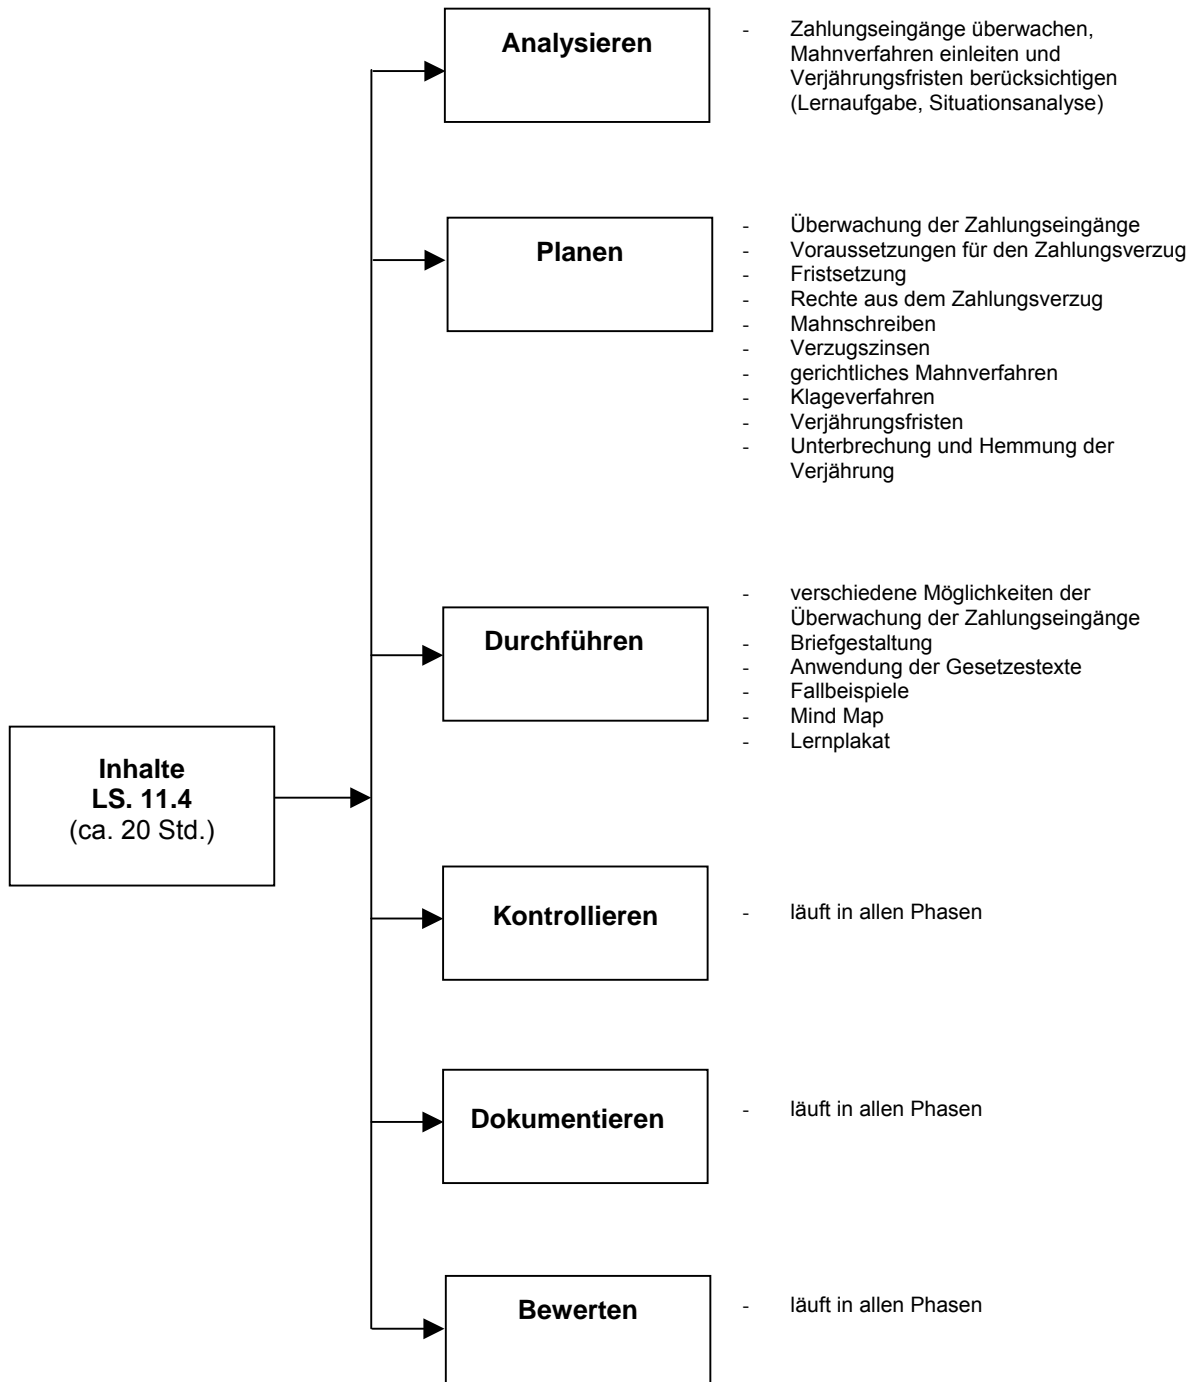 Analysieren
- Zahlungseingänge überwachen,
Mahnverfahren einleiten und
Verjährungsfristen berücksichtigen
(Lernaufgabe, Situationsanalyse)
Planen
- Überwachung der Zahlungseingänge
- Voraussetzungen für den Zahlungsverzug
- Fristsetzung
- Rechte aus dem Zahlungsverzug
- Mahnschreiben
- Verzugszinsen
- gerichtliches Mahnverfahren
- Klageverfahren
- Verjährungsfristen
- Unterbrechung und Hemmung der
Verjährung
Durchführen
- verschiedene Möglichkeiten der
Überwachung der Zahlungseingänge
- Briefgestaltung
- Anwendung der Gesetzestexte
- Fallbeispiele
- Mind Map
- Lernplakat
Inhalte
LS. 11.4
(ca. 20 Std.)
Kontrollieren
- läuft in allen Phasen
Dokumentieren
- läuft in allen Phasen
Bewerten
- läuft in allen Phasen